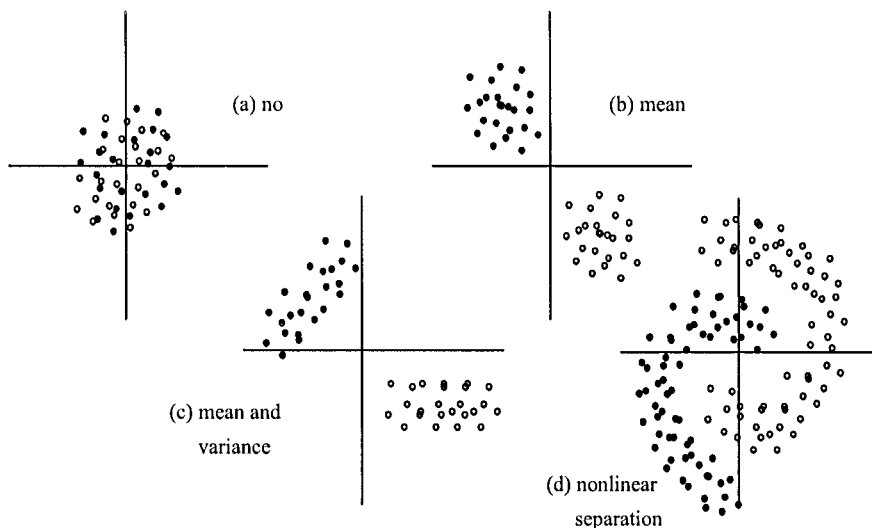 (a) no
(b) mean
(c) mean and
variance
(d) nonlinear
separation